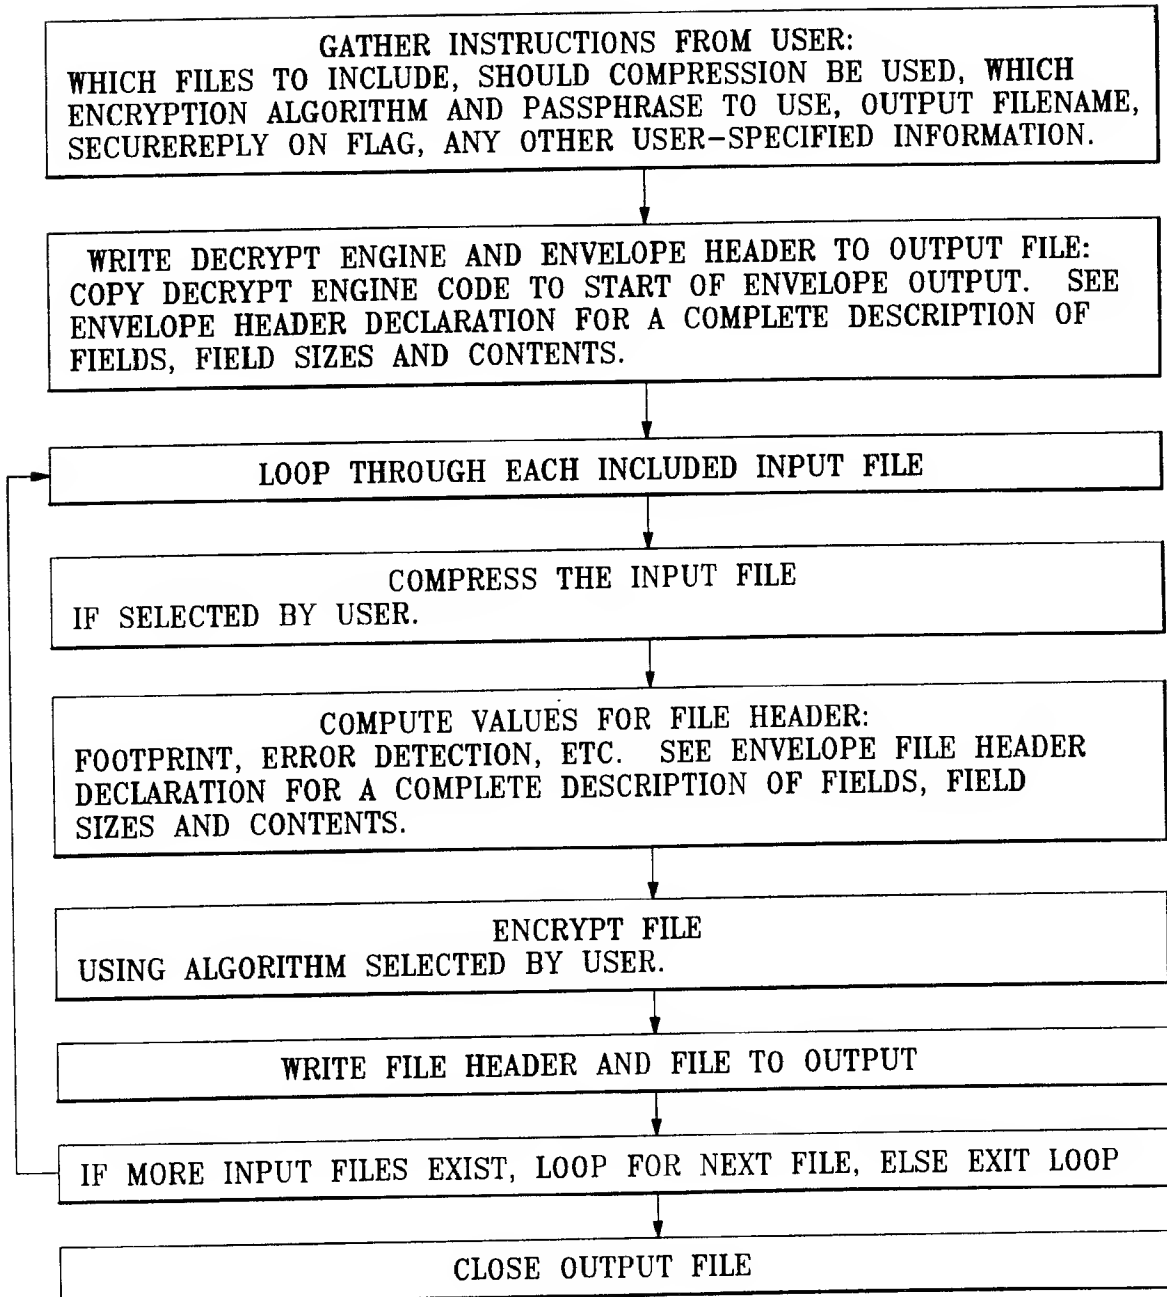 GATHER INSTRUCTIONS FROM USER:
WHICH FILES TO INCLUDE, SHOULD COMPRESSION BE USED, WHICH
ENCRYPTION ALGORITHM AND PASSPHRASE TO USE, OUTPUT FILENAME,
SECUREREPLY ON FLAG, ANY OTHER USER-SPECIFIED INFORMATION.
WRITE DECRYPT ENGINE AND ENVELOPE HEADER TO OUTPUT FILE:
COPY DECRYPT ENGINE CODE TO START OF ENVELOPE OUTPUT. SEE
ENVELOPE HEADER DECLARATION FOR A COMPLETE DESCRIPTION OF
FIELDS, FIELD SIZES AND CONTENTS.
LOOP THROUGH EACH INCLUDED INPUT FILE
COMPRESS THE INPUT FILE
IF SELECTED BY USER.
COMPUTE VALUES FOR FILE HEADER:
FOOTPRINT, ERROR DETECTION, ETC. SEE ENVELOPE FILE HEADER
DECLARATION FOR A COMPLETE DESCRIPTION OF FIELDS, FIELD
SIZES AND CONTENTS.
ENCRYPT FILE
USING ALGORITHM SELECTED BY USER.
WRITE FILE HEADER AND FILE TO OUTPUT
IF MORE INPUT FILES EXIST, LOOP FOR NEXT FILE, ELSE EXIT LOOP
CLOSE OUTPUT FILE